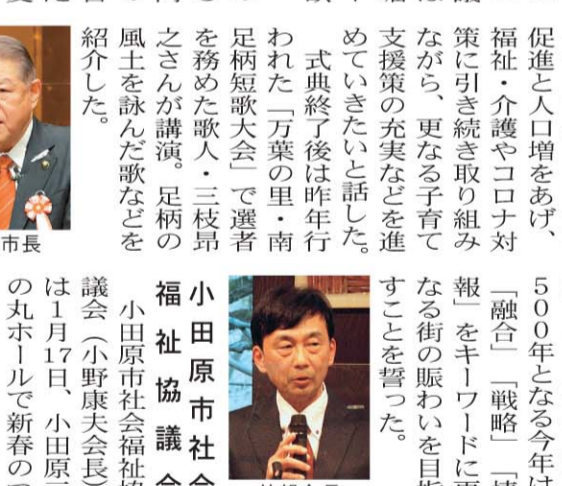 促進と人口増をあげ、
福祉・介護やコロナ対
策に引き続き取り組み
ながら、更なる子育て
支援策の充実などを進
めていきたいと話した。
式典終了後は昨年行
われた「万葉の里・南
足柄短歌大会」で選者
を務めた歌人・三枝昂
之さんが講演。足柄の
風土を詠んだ歌などを
紹介した。
市長
500年となる今年は
「融合」「戦略」「情
報」をキーワードに更
なる街の賑わいを目指
すことを誓った。
小田原市社会
福祉協議会
小田原市社会福祉協
議会（小野康夫会長）
は1月17日、小田原三
の丸ホールで新春のつ